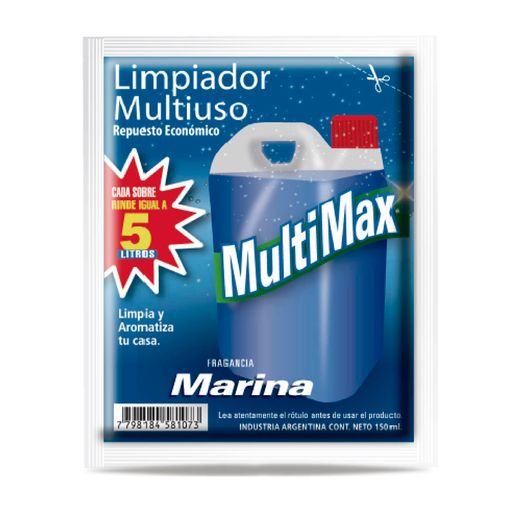 Limpiador
Multiuso
Repuesto Económico
CADA SOBRE
RINDE IGUAL A
5
LITROS
MultiMax
Limpia y
Aromatiza
tu casa.
FRAGANCIA
Marina
Lea atentamente el rótulo antes de usar el producto.
INDUSTRIA ARGENTINA CONT. NETO 150ml.
7 798184 581073